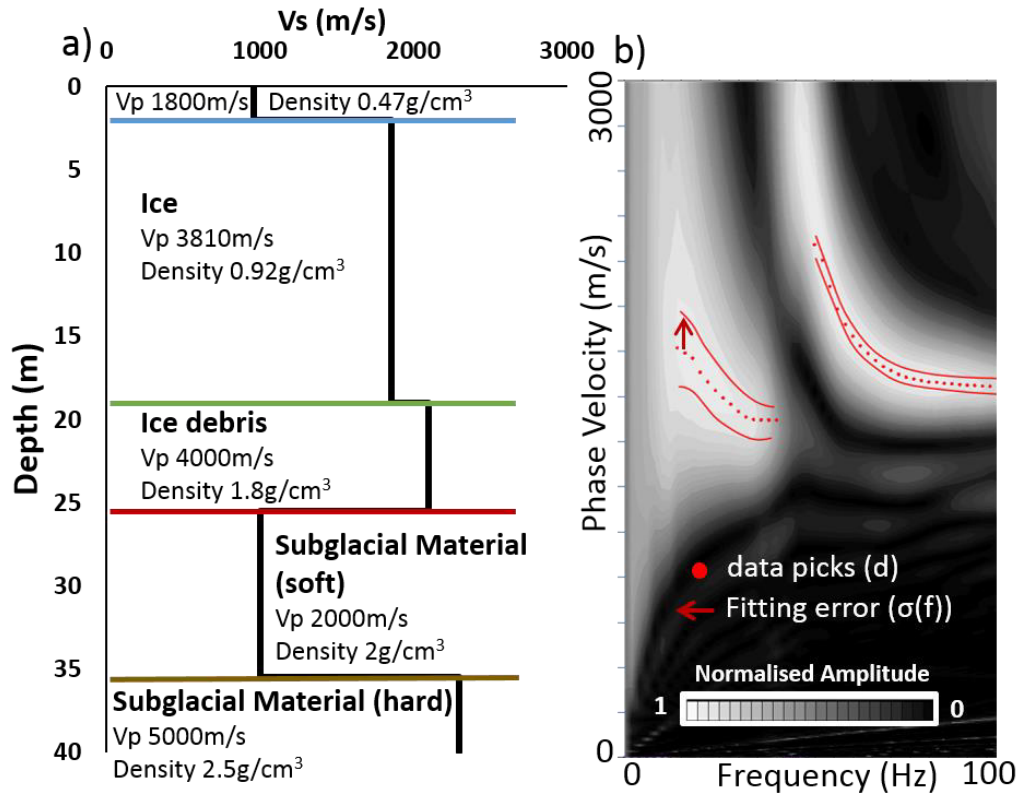 a)
Vs (m/s)
0 1000 2000 3000
Depth (m)
0
5
10
15
20
25
30
35
40
Vp 1800m/s Density 0.47g/cm³
Ice
Vp 3810m/s
Density 0.92g/cm³
Ice debris
Vp 4000m/s
Density 1.8g/cm³
Subglacial Material
(soft)
Vp 2000m/s
Density 2g/cm³
Subglacial Material (hard)
Vp 5000m/s
Density 2.5g/cm³
b)
3000
Phase Velocity (m/s)
0
data picks (d)
Fitting error (σ(f))
Normalised Amplitude
1 0
0 Frequency (Hz) 100